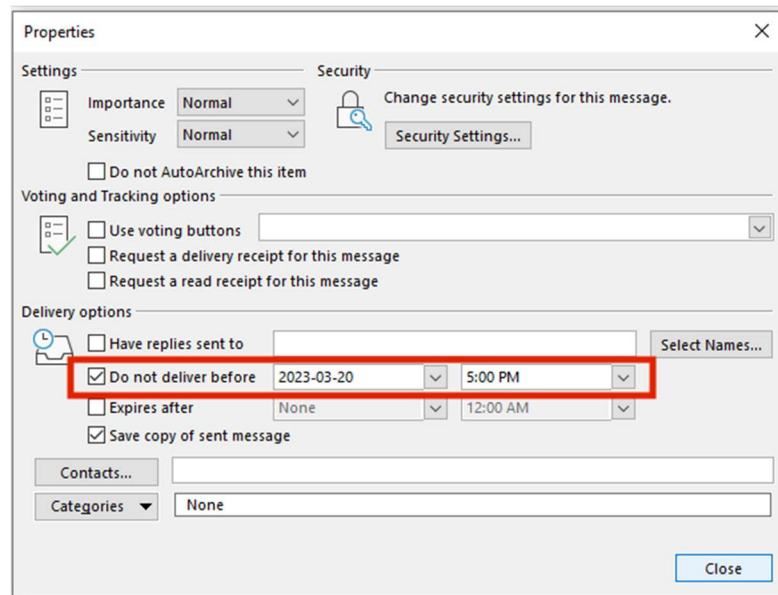 Properties
Settings
Security
Importance Normal
Change security settings for this message.
Sensitivity Normal
Security Settings...
Do not AutoArchive this item
Voting and Tracking options
Use voting buttons
Request a delivery receipt for this message
Request a read receipt for this message
Delivery options
Have replies sent to
Select Names...
Do not deliver before 2023-03-20 5:00 PM
Expires after None 12:00 AM
Save copy of sent message
Contacts...
Categories None
Close